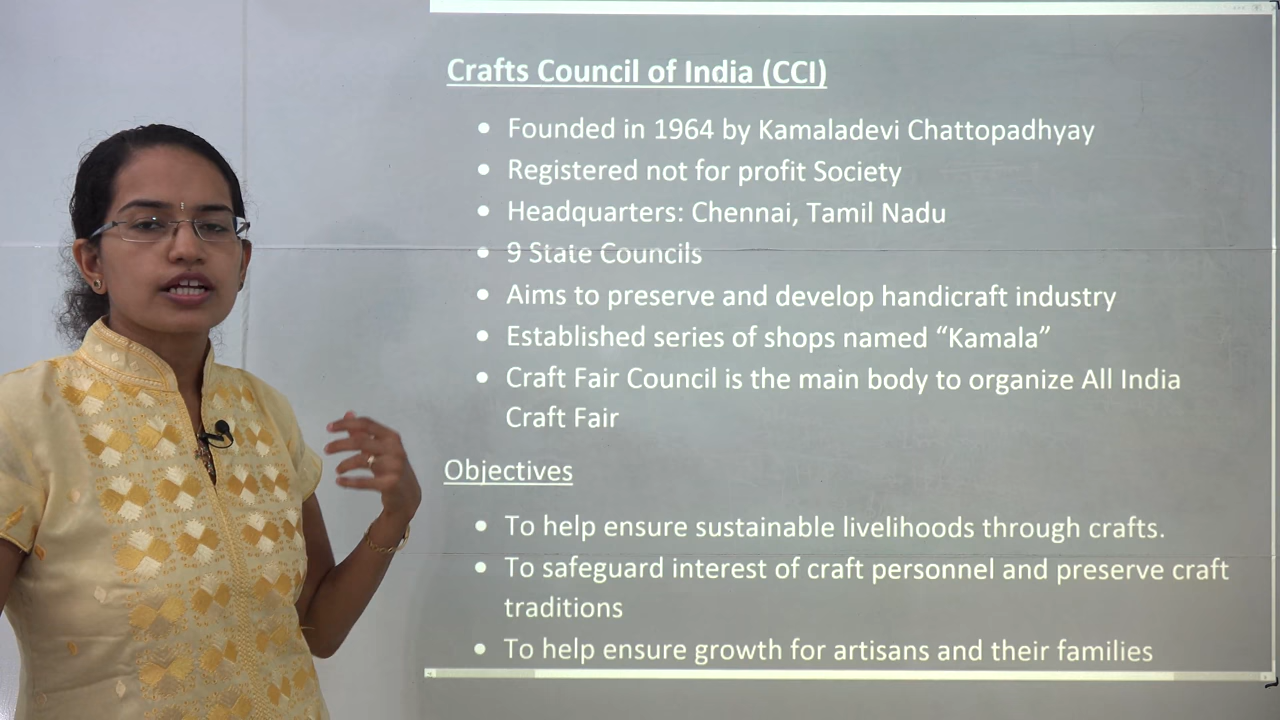 Crafts Council of India (CCI)
• Founded in 1964 by Kamaladevi Chattopadhyay
• Registered not for profit Society
• Headquarters: Chennai, Tamil Nadu
• 9 State Councils
• Aims to preserve and develop handicraft industry
• Established series of shops named “Kamala”
• Craft Fair Council is the main body to organize All India
Craft Fair
Objectives
• To help ensure sustainable livelihoods through crafts.
• To safeguard interest of craft personnel and preserve craft
traditions
• To help ensure growth for artisans and their families